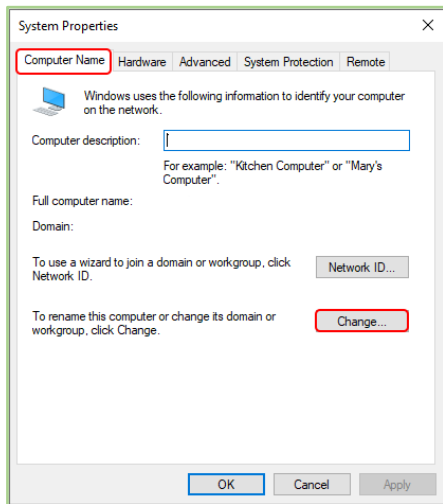 System Properties
Computer Name Hardware Advanced System Protection Remote
Windows uses the following information to identify your computer
on the network.
Computer description:
For example: "Kitchen Computer" or "Mary's
Computer".
Full computer name:
Domain:
To use a wizard to join a domain or workgroup, click
Network ID.
Network ID...
To rename this computer or change its domain or
workgroup, click Change.
Change...
OK Cancel Apply